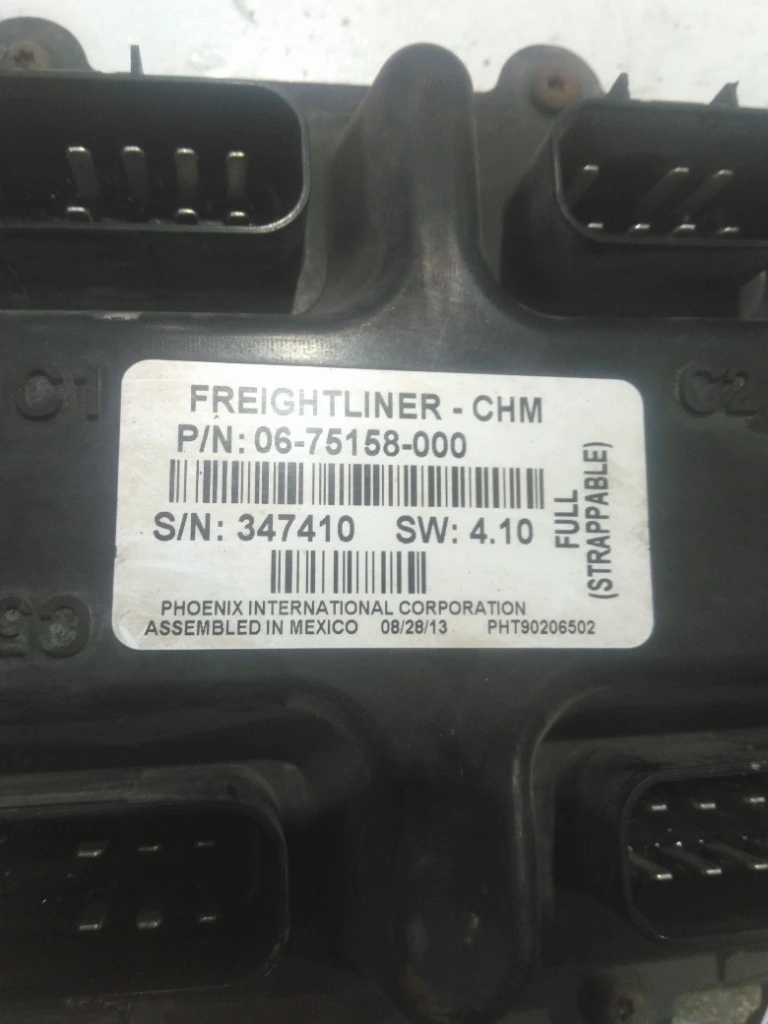 C1
C2
FREIGHTLINER - CHM
P/N: 06-75158-000
S/N: 347410 SW: 4.10
FULL
(STRAPPABLE)
PHOENIX INTERNATIONAL CORPORATION
ASSEMBLED IN MEXICO 08/28/13 PHT90206502
C5